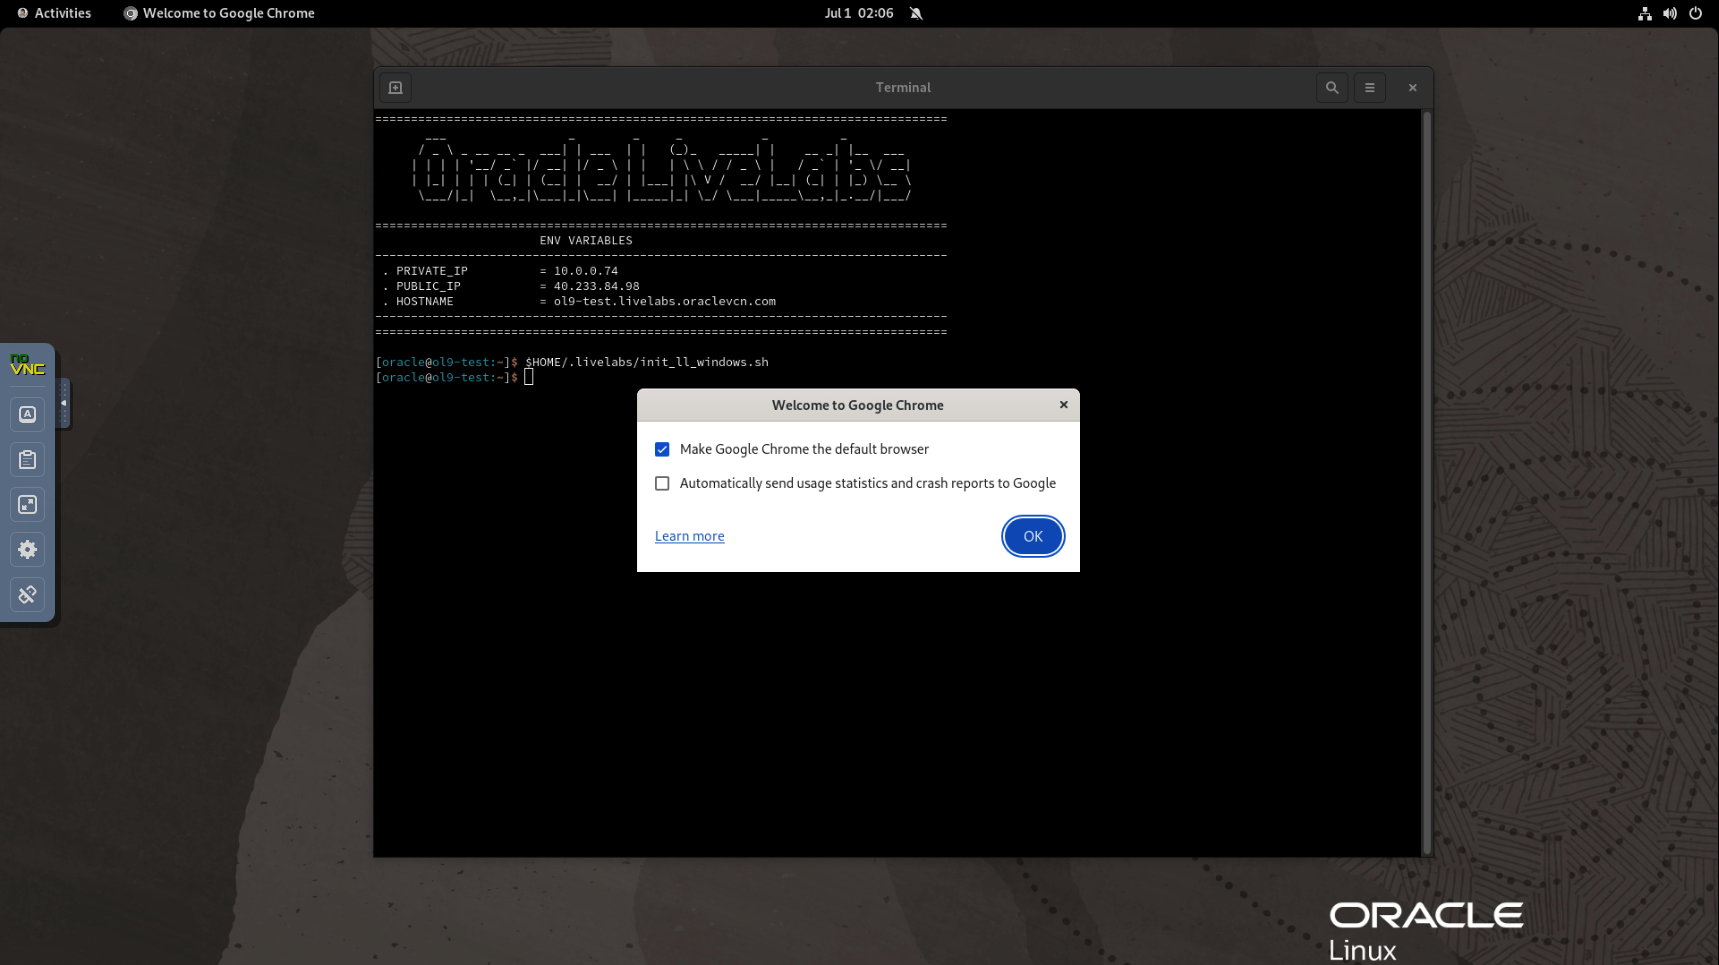 Activities
Welcome to Google Chrome
Jul 1 02:06
Terminal
OracleLiveLabs
ENV VARIABLES
. PRIVATE_IP = 10.0.0.74
. PUBLIC_IP = 40.233.84.98
. HOSTNAME = ol9-test.livelabs.oraclevcn.com
[oracle@ol9-test:~]$ $HOME/.livelabs/init_ll_windows.sh
[oracle@ol9-test:~]$
no
VNC
A
Welcome to Google Chrome
Make Google Chrome the default browser
Automatically send usage statistics and crash reports to Google
Learn more
OK
ORACLE
Linux